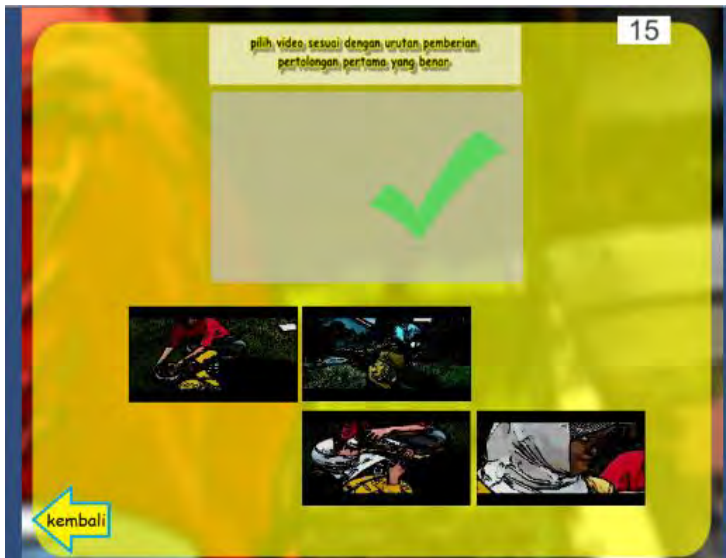 15
pilih video sesuai dengan urutan pemberian
pertolongan pertama yang benar
kembali